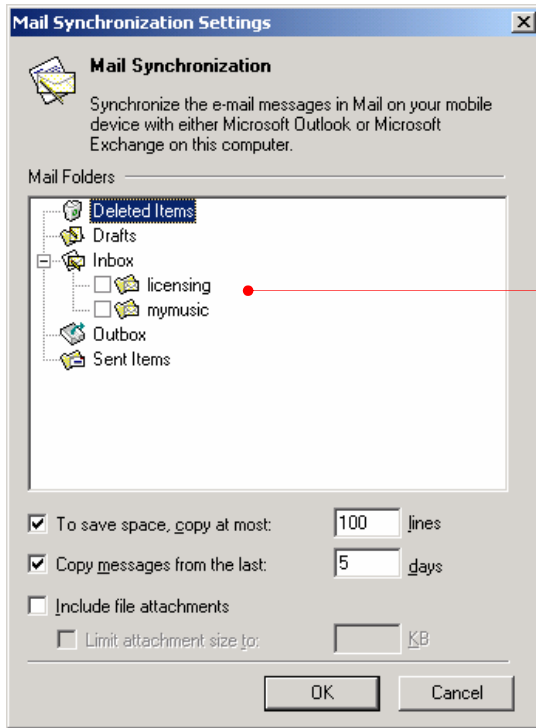 Mail Synchronization Settings
Mail Synchronization
Synchronize the e-mail messages in Mail on your mobile
device with either Microsoft Outlook or Microsoft
Exchange on this computer.
Mail Folders
Deleted Items
Drafts
Inbox
licensing
mymusic
Outbox
Sent Items
To save space, copy at most: 100 lines
Copy messages from the last: 5 days
Include file attachments
Limit attachment size to: KB
OK Cancel